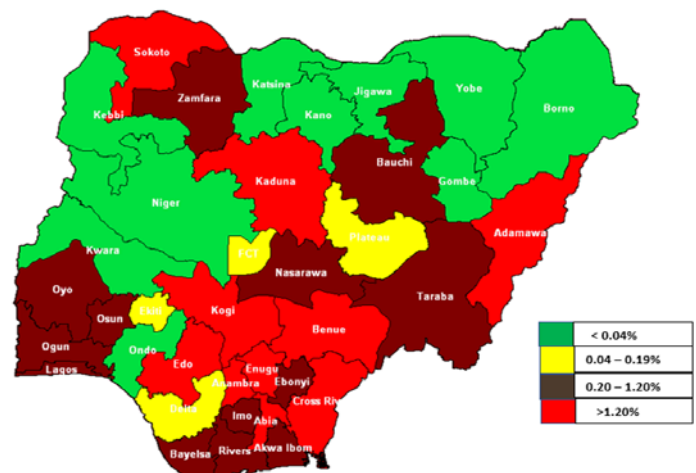 Sokoto
Katsina
Jigawa
Yobe
Zamfara
Borno
Kebbi
Kano
Bauchi
Kaduna
Gombe
Niger
Adamawa
Plateau
Kwara
FCT
Nasarawa
Oyo
Taraba
Ekiti
Kogi
Osun
Benue
Ogun
Ondo
Edo
Enugu
Lagos
Anambra
Ebonyi
Delta
Cross Riv
Imo
Abia
Bayelsa
Rivers
Akwa Ibom
< 0.04%
0.04 – 0.19%
0.20 – 1.20%
>1.20%